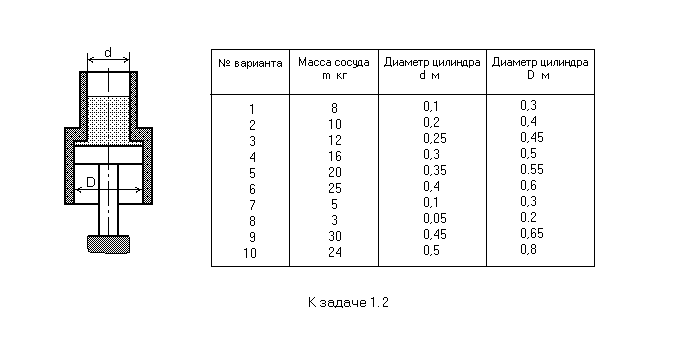 d
D
№ варианта Масса сосуда m кг Диаметр цилиндра d м Диаметр цилиндра D м
1 8 0,1 0,3
2 10 0,2 0,4
3 12 0,25 0,45
4 16 0,3 0,5
5 20 0,35 0.55
6 25 0,4 0,6
7 5 0,1 0,3
8 3 0,05 0.2
9 30 0,45 0,65
10 24 0,5 0,8
К задаче 1.2